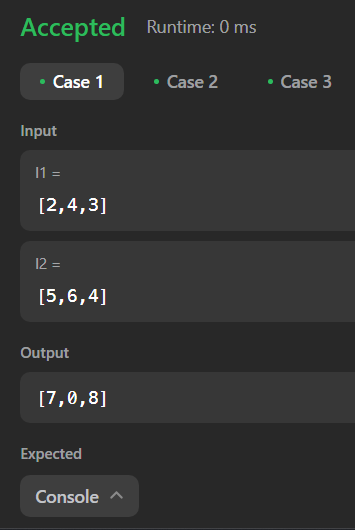 Accepted Runtime: 0 ms
• Case 1 • Case 2 • Case 3
Input
l1 =
[2,4,3]
l2 =
[5,6,4]
Output
[7,0,8]
Expected
Console